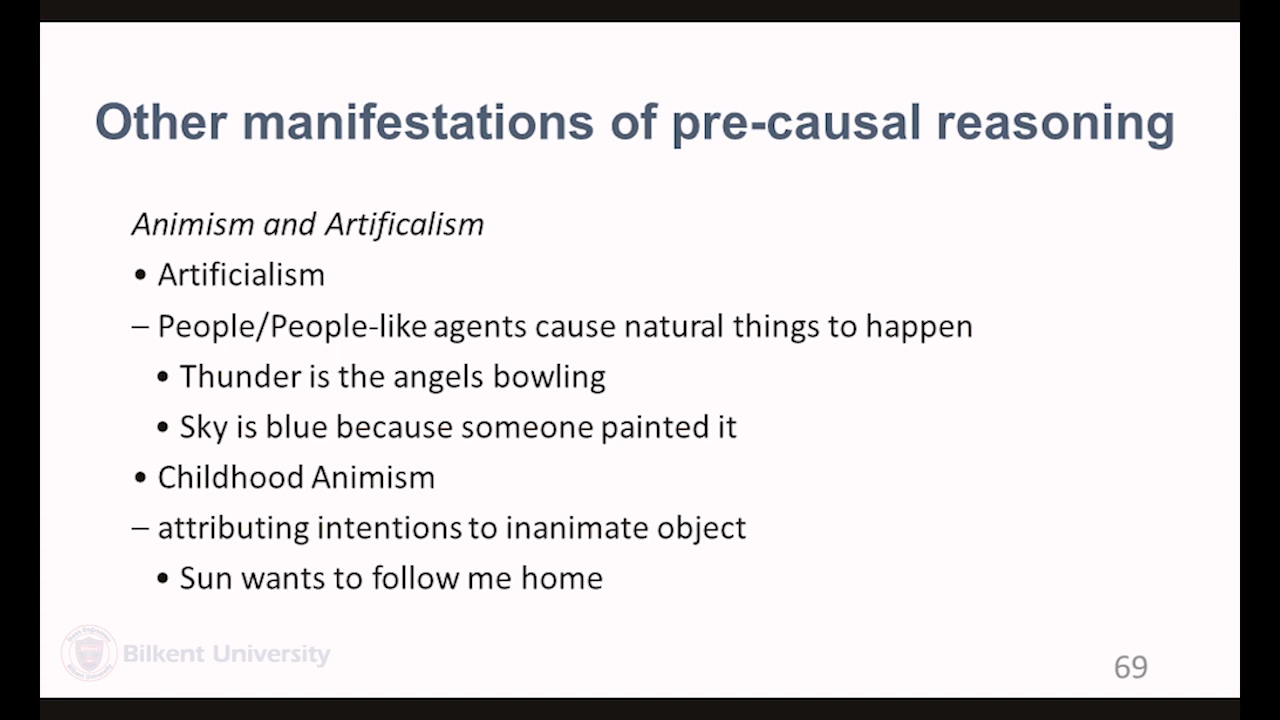 Other manifestations of pre-causal reasoning
Animism and Artificalism
• Artificialism
– People/People-like agents cause natural things to happen
• Thunder is the angels bowling
• Sky is blue because someone painted it
• Childhood Animism
– attributing intentions to inanimate object
• Sun wants to follow me home
Bilkent University
69